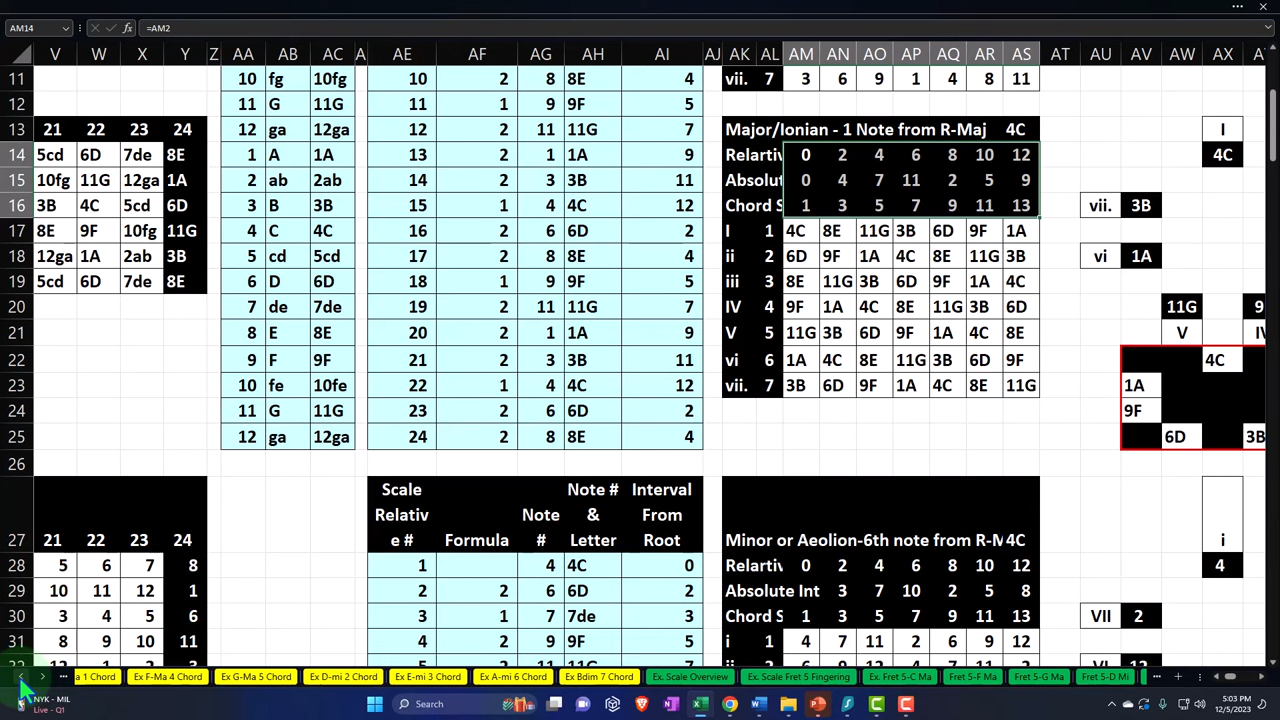 AM14 =AM2
V W X Y Z AA AB AC A AE AF AG AH AI AJ AK AL AM AN AO AP AQ AR AS AT AU AV AW AX
11 10 fg 10fg 10 2 8 8E 4 vii. 7 3 6 9 1 4 8 11
12 11 G 11G 11 1 9 9F 5
13 21 22 23 24 12 ga 12ga 12 2 11 11G 7 Major/Ionian - 1 Note from R-Maj 4C I
14 5cd 6D 7de 8E 1 A 1A 13 2 1 1A 9 Relartiv 0 2 4 6 8 10 12 4C
15 10fg 11G 12ga 1A 2 ab 2ab 14 2 3 3B 11 Absolut 0 4 7 11 2 5 9
16 3B 4C 5cd 6D 3 B 3B 15 1 4 4C 12 Chord S 1 3 5 7 9 11 13 vii. 3B
17 8E 9F 10fg 11G 4 C 4C 16 2 6 6D 2 I 1 4C 8E 11G 3B 6D 9F 1A
18 12ga 1A 2ab 3B 5 cd 5cd 17 2 8 8E 4 ii 2 6D 9F 1A 4C 8E 11G 3B vi 1A
19 5cd 6D 7de 8E 6 D 6D 18 1 9 9F 5 iii 3 8E 11G 3B 6D 9F 1A 4C
20 7 de 7de 19 2 11 11G 7 IV 4 9F 1A 4C 8E 11G 3B 6D 11G 9
21 8 E 8E 20 2 1 1A 9 V 5 11G 3B 6D 9F 1A 4C 8E V IV
22 9 F 9F 21 2 3 3B 11 vi 6 1A 4C 8E 11G 3B 6D 9F 4C
23 10 fe 10fe 22 1 4 4C 12 vii. 7 3B 6D 9F 1A 4C 8E 11G 1A
24 11 G 11G 23 2 6 6D 2 9F
25 12 ga 12ga 24 2 8 8E 4 6D 3B
26
Scale Note # Interval
Relativ Note & From
27 21 22 23 24 e # Formula # Letter Root Minor or Aeolion-6th note from R-M 4C i
28 5 6 7 8 1 4 4C 0 Relartiv 0 2 4 6 8 10 12 4
29 10 11 12 1 2 2 6 6D 2 Absolute Int 3 7 10 2 5 8
30 3 4 5 6 3 1 7 7de 3 Chord S 1 3 5 7 9 11 13 VII 2
31 8 9 10 11 4 2 9 9F 5 i 1 4 7 11 2 6 9 12
a 1 Chord Ex F-Ma 4 Chord Ex G-Ma 5 Chord Ex D-mi 2 Chord Ex E-mi 3 Chord Ex A-mi 6 Chord Ex Bdim 7 Chord Ex. Scale Overview Ex. Scale Fret 5 Fingering Ex. Fret 5-C Ma Fret 5-F Ma Fret 5-G Ma Fret 5-D Mi
NYK - MIL
Live - Q1
Search
5:03 PM
12/5/2023